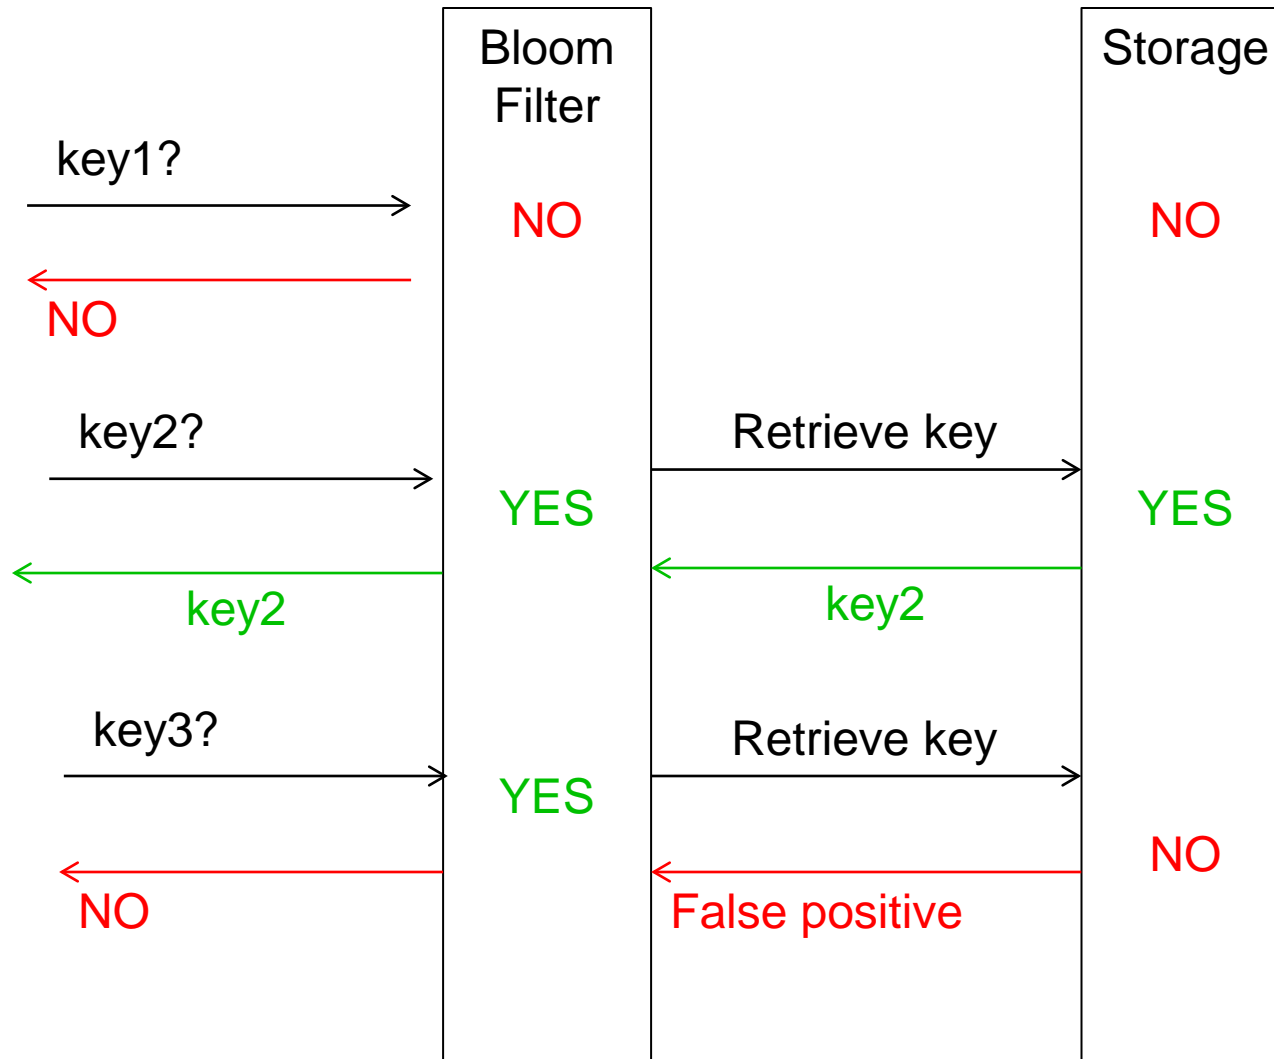 Bloom
Filter
Storage
key1?
NO
NO
NO
key2?
Retrieve key
YES
YES
key2
key2
key3?
Retrieve key
YES
NO
NO
False positive